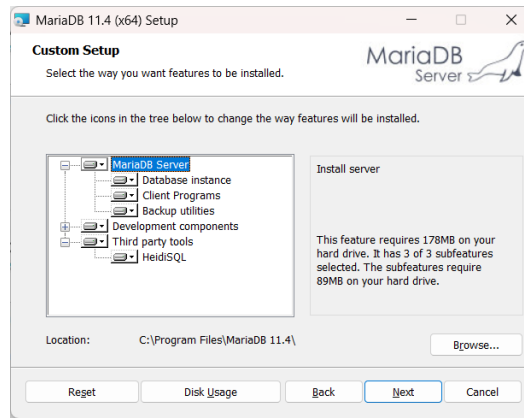 MariaDB 11.4 (x64) Setup
Custom Setup
Select the way you want features to be installed.
MariaDB
Server
Click the icons in the tree below to change the way features will be installed.
MariaDB Server
Database instance
Client Programs
Backup utilities
Development components
Third party tools
HeidiSQL
Install server
This feature requires 178MB on your
hard drive. It has 3 of 3 subfeatures
selected. The subfeatures require
89MB on your hard drive.
Location: C:\Program Files\MariaDB 11.4\
Browse...
Reset Disk Usage Back Next Cancel